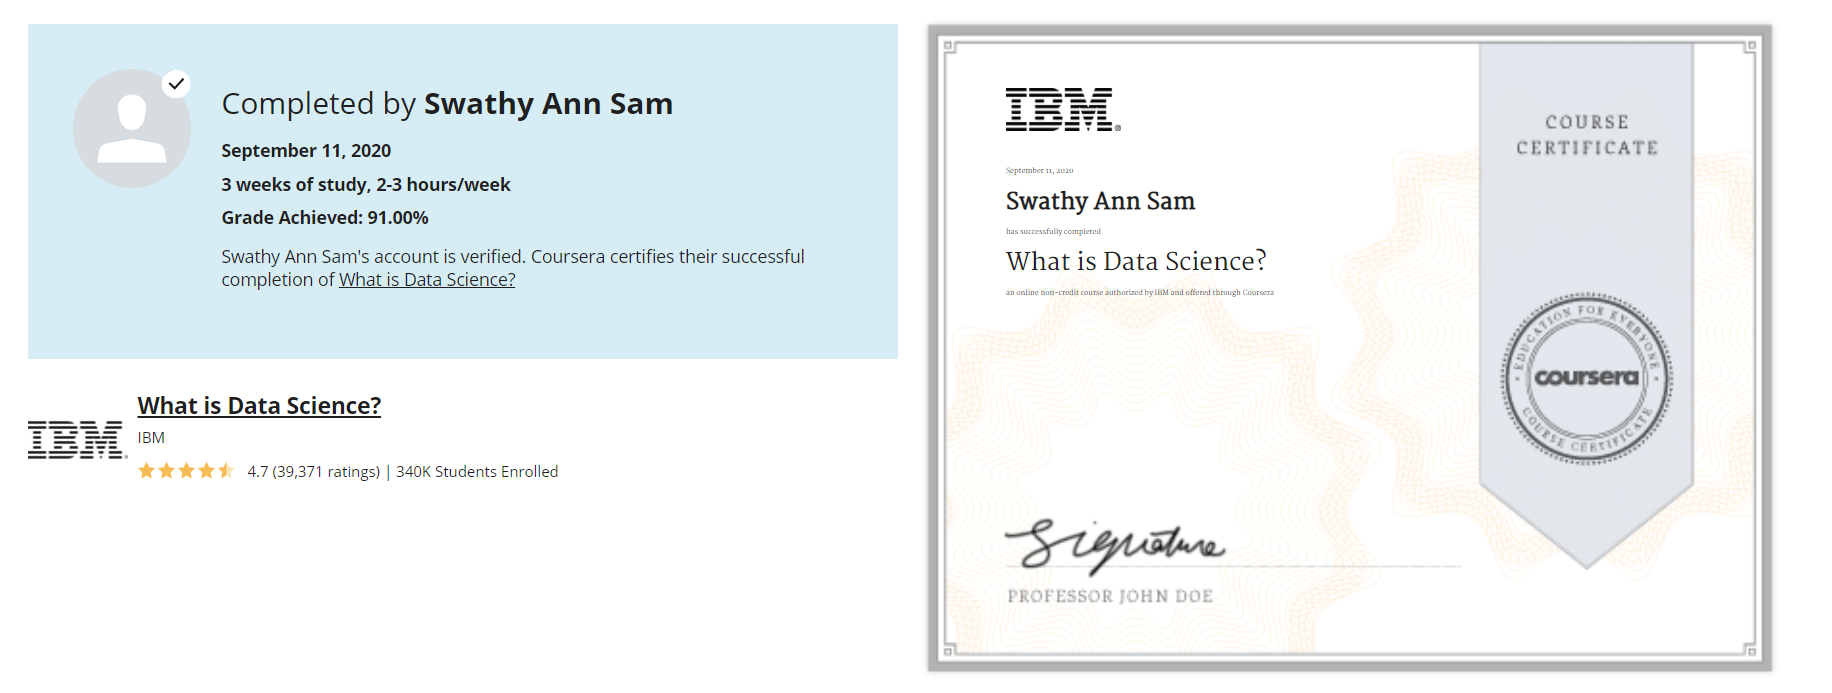 Completed by Swathy Ann Sam
September 11, 2020
3 weeks of study, 2-3 hours/week
Grade Achieved: 91.00%
Swathy Ann Sam's account is verified. Coursera certifies their successful
completion of What is Data Science?
IBM
What is Data Science?
IBM
4.7 (39,371 ratings) | 340K Students Enrolled
IBM®
September 11, 2020
Swathy Ann Sam
has successfully completed
What is Data Science?
an online non-credit course authorized by IBM and offered through Coursera
Signature
PROFESSOR JOHN DOE
COURSE
CERTIFICATE
EDUCATION FOR EVERYONE
coursera
COURSE CERTIFICATE